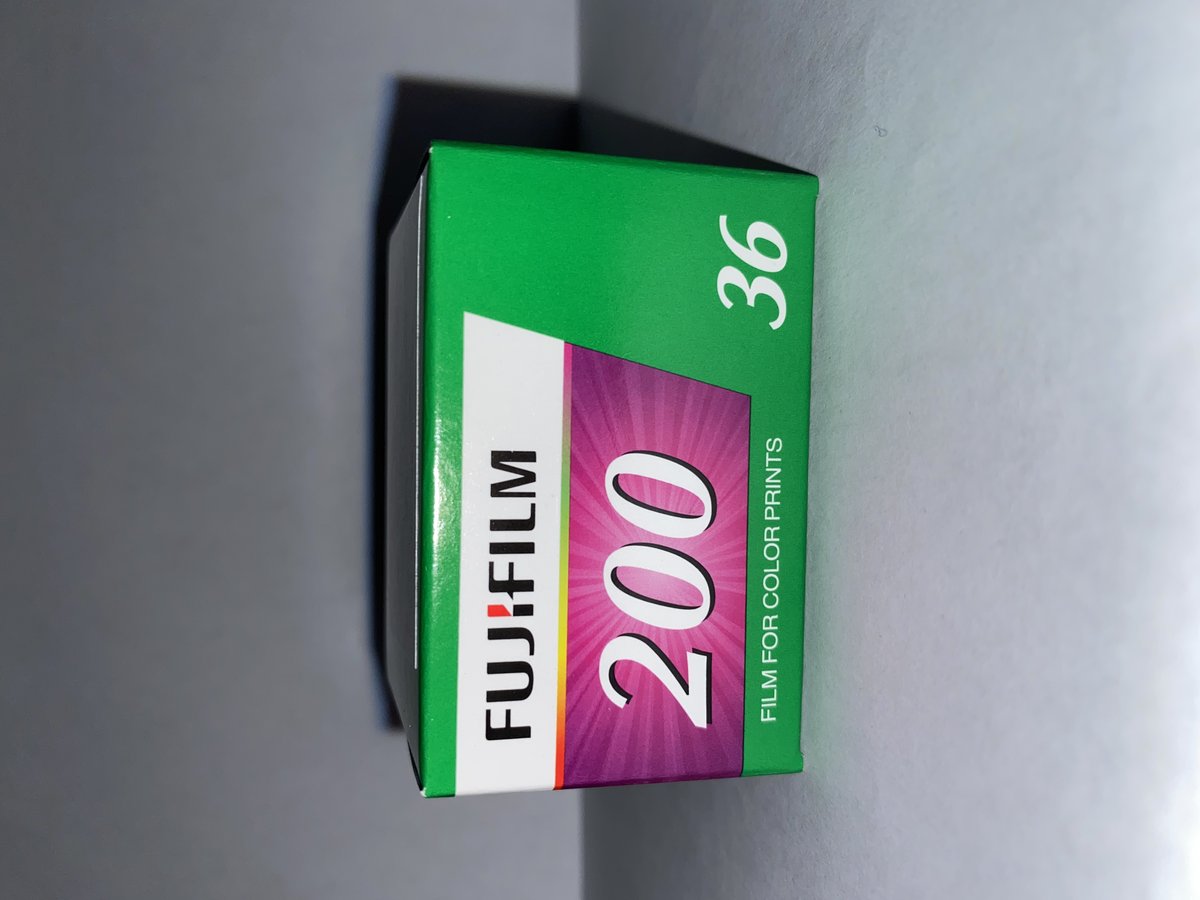 FUJIFILM
200
FILM FOR COLOR PRINTS
36